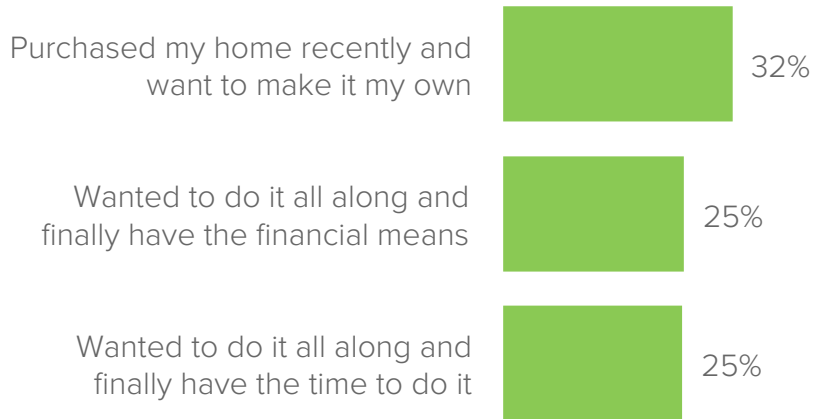 Purchased my home recently and
want to make it my own
32%
Wanted to do it all along and
finally have the financial means
25%
Wanted to do it all along and
finally have the time to do it
25%